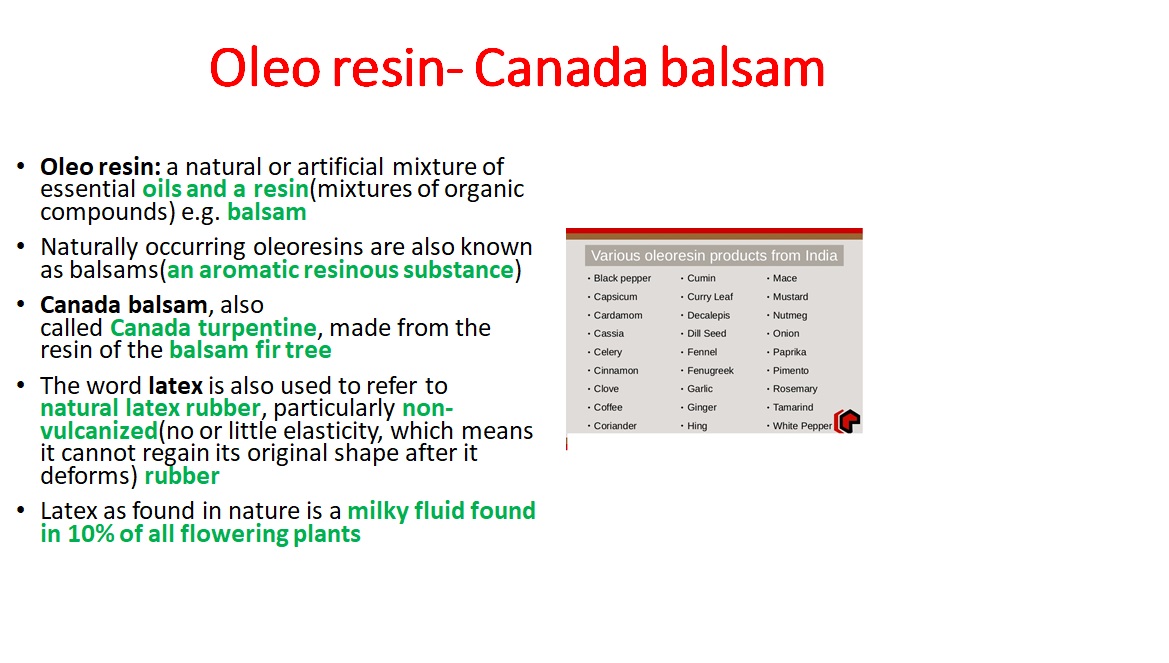 Oleo resin- Canada balsam
• Oleo resin: a natural or artificial mixture of
essential oils and a resin(mixtures of organic
compounds) e.g. balsam
• Naturally occurring oleoresins are also known
as balsams(an aromatic resinous substance)
• Canada balsam, also
called Canada turpentine, made from the
resin of the balsam fir tree
• The word latex is also used to refer to
natural latex rubber, particularly non-
vulcanized(no or little elasticity, which means
it cannot regain its original shape after it
deforms) rubber
• Latex as found in nature is a milky fluid found
in 10% of all flowering plants
Various oleoresin products from India
• Black pepper
• Capsicum
• Cardamom
• Cassia
• Celery
• Cinnamon
• Clove
• Coffee
• Coriander
• Cumin
• Curry Leaf
• Decalepis
• Dill Seed
• Fennel
• Fenugreek
• Garlic
• Ginger
• Hing
• Mace
• Mustard
• Nutmeg
• Onion
• Paprika
• Pimento
• Rosemary
• Tamarind
• White Pepper